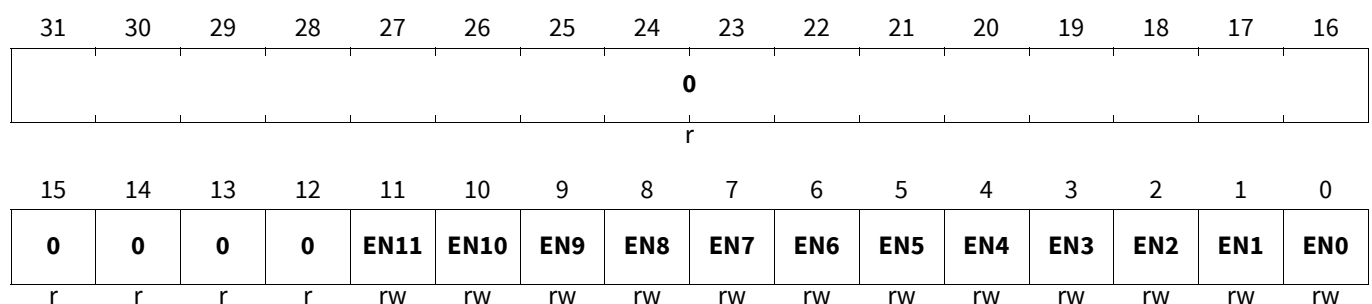 31 30 29 28 27 26 25 24 23 22 21 20 19 18 17 16
0
r
15 14 13 12 11 10 9 8 7 6 5 4 3 2 1 0
0 0 0 0 EN11 EN10 EN9 EN8 EN7 EN6 EN5 EN4 EN3 EN2 EN1 EN0
r r r r rw rw rw rw rw rw rw rw rw rw rw rw